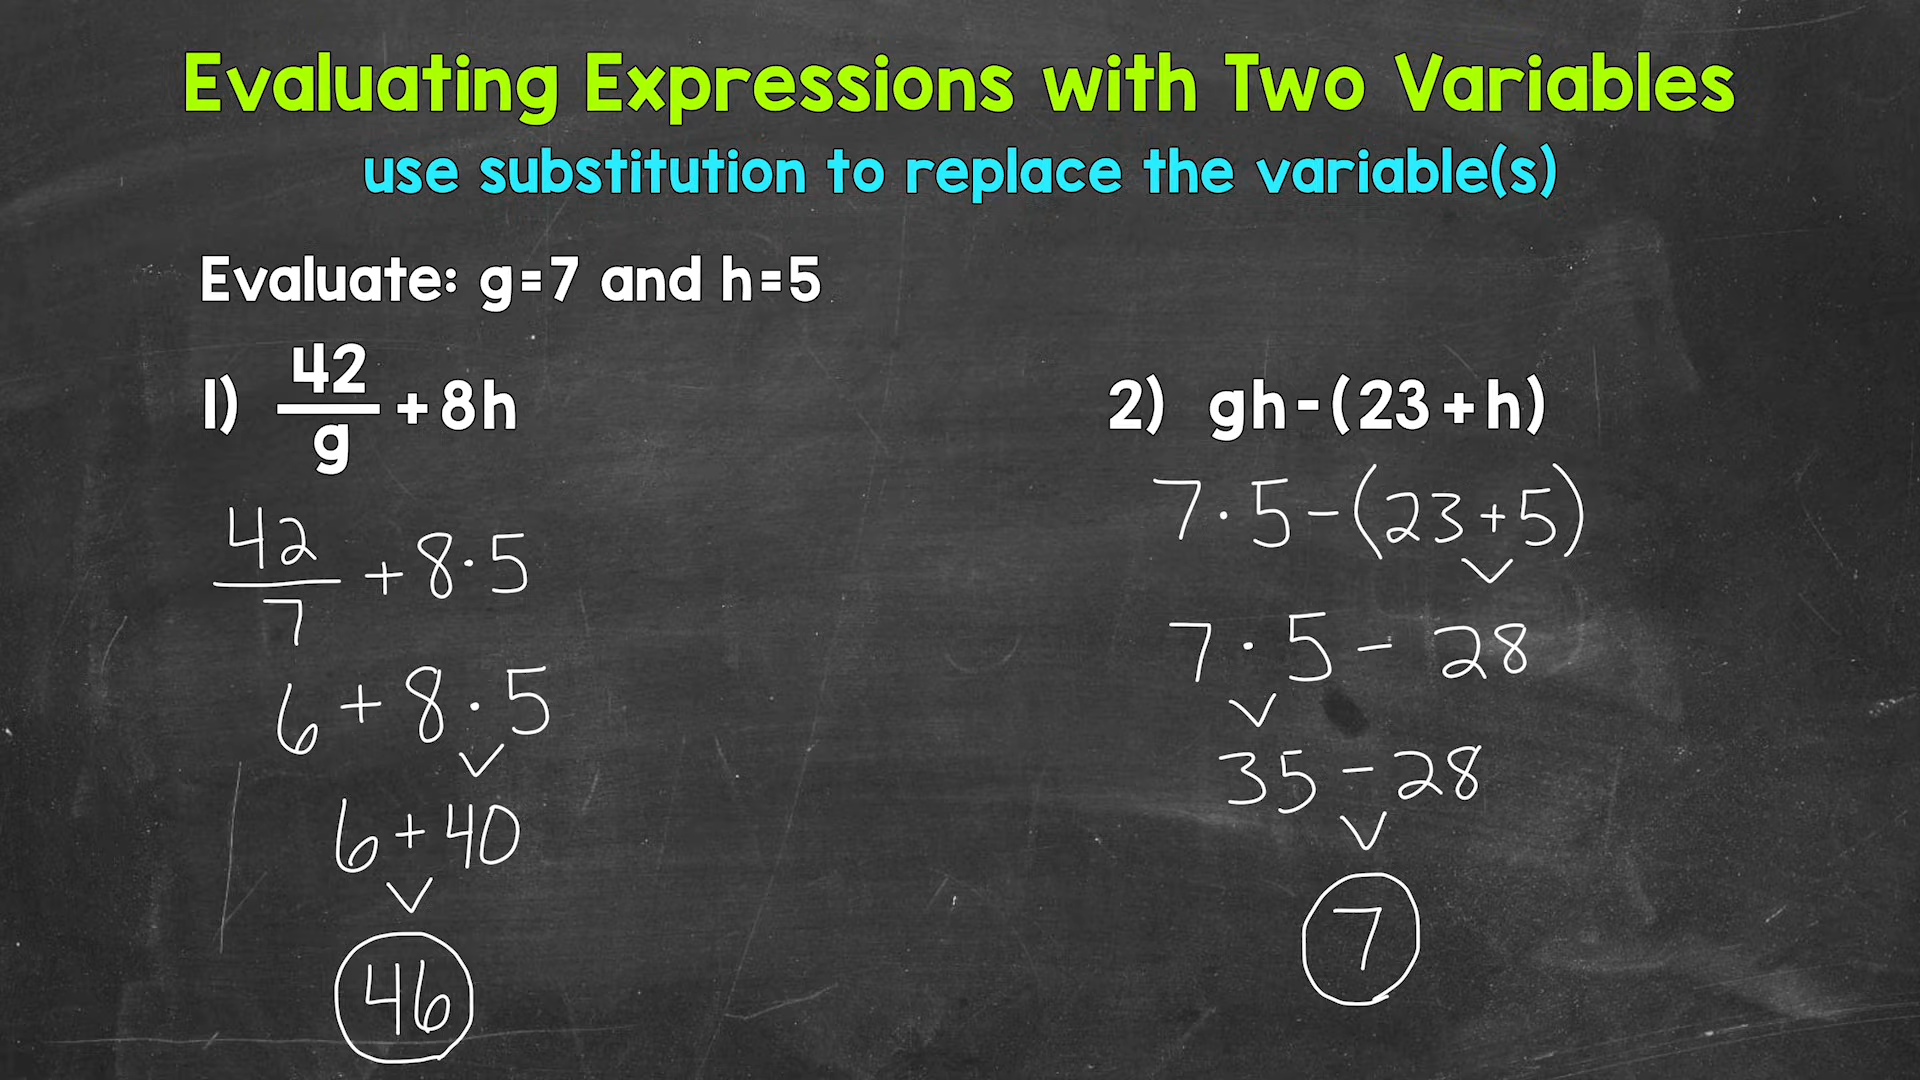 Evaluating Expressions with Two Variables
use substitution to replace the variable(s)
Evaluate: g=7 and h=5
1) 42/g + 8h
42/7 + 8·5
6 + 8·5
6+40
46
2) gh-(23+h)
7·5-(23+5)
7·5-28
35-28
7